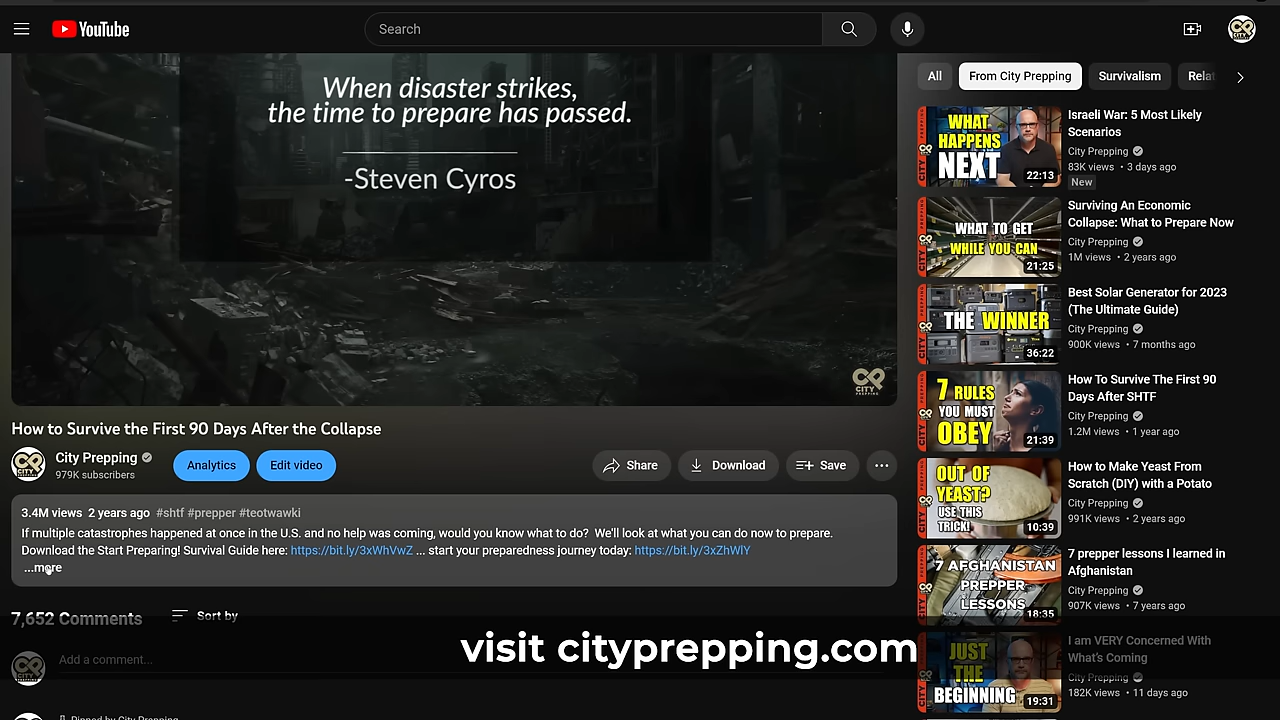 YouTube
Search
When disaster strikes,
the time to prepare has passed.
-Steven Cyros
CITY
PREPPING
How to Survive the First 90 Days After the Collapse
City Prepping
979K subscribers
Analytics
Edit video
Share
Download
Save
3.4M views 2 years ago #shtf #prepper #teotwawki
If multiple catastrophes happened at once in the U.S. and no help was coming, would you know what to do? We'll look at what you can do now to prepare.
Download the Start Preparing! Survival Guide here: https://bit.ly/3xWhVwZ ... start your preparedness journey today: https://bit.ly/3xZhWlY
...more
7,652 Comments
Sort by
Add a comment...
Pinned by City Prepping
visit cityprepping.com
All
From City Prepping
Survivalism
Relat
WHAT
HAPPENS
NEXT
22:13
Israeli War: 5 Most Likely
Scenarios
City Prepping
83K views • 3 days ago
New
WHAT TO GET
WHILE YOU CAN
21:25
Surviving An Economic
Collapse: What to Prepare Now
City Prepping
1M views • 2 years ago
THE WINNER
36:22
Best Solar Generator for 2023
(The Ultimate Guide)
City Prepping
900K views • 7 months ago
7 RULES
YOU MUST
OBEY
21:39
How To Survive The First 90
Days After SHTF
City Prepping
1.2M views • 1 year ago
OUT OF
YEAST?
USE THIS
TRICK!
10:39
How to Make Yeast From
Scratch (DIY) with a Potato
City Prepping
991K views • 2 years ago
7 AFGHANISTAN
PREPPER
LESSONS
18:35
7 prepper lessons I learned in
Afghanistan
City Prepping
907K views • 7 years ago
JUST
THE
BEGINNING
19:31
I am VERY Concerned With
What's Coming
City Prepping
182K views • 11 days ago